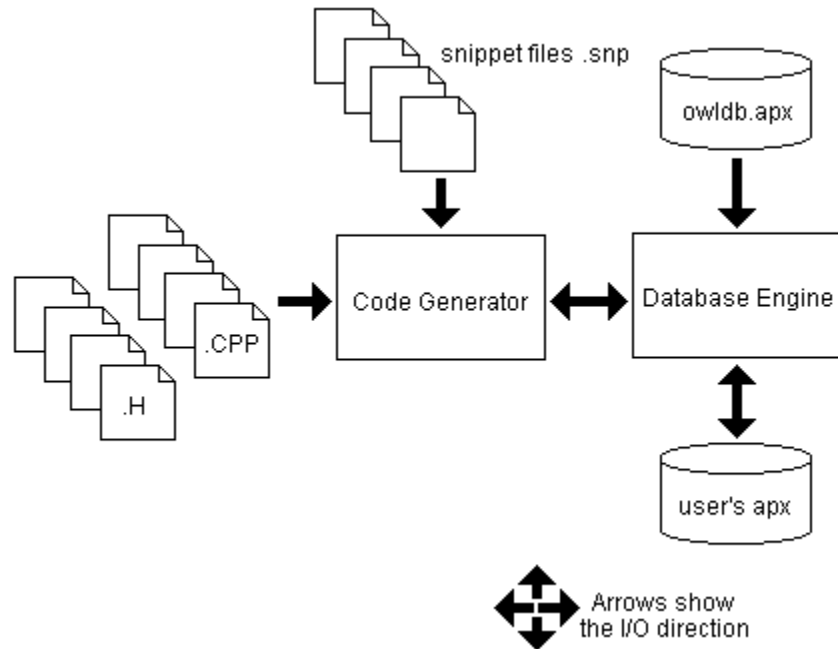 snippet files .snp
owldb.apx
Code Generator
Database Engine
.CPP
.H
user's apx
Arrows show
the I/O direction